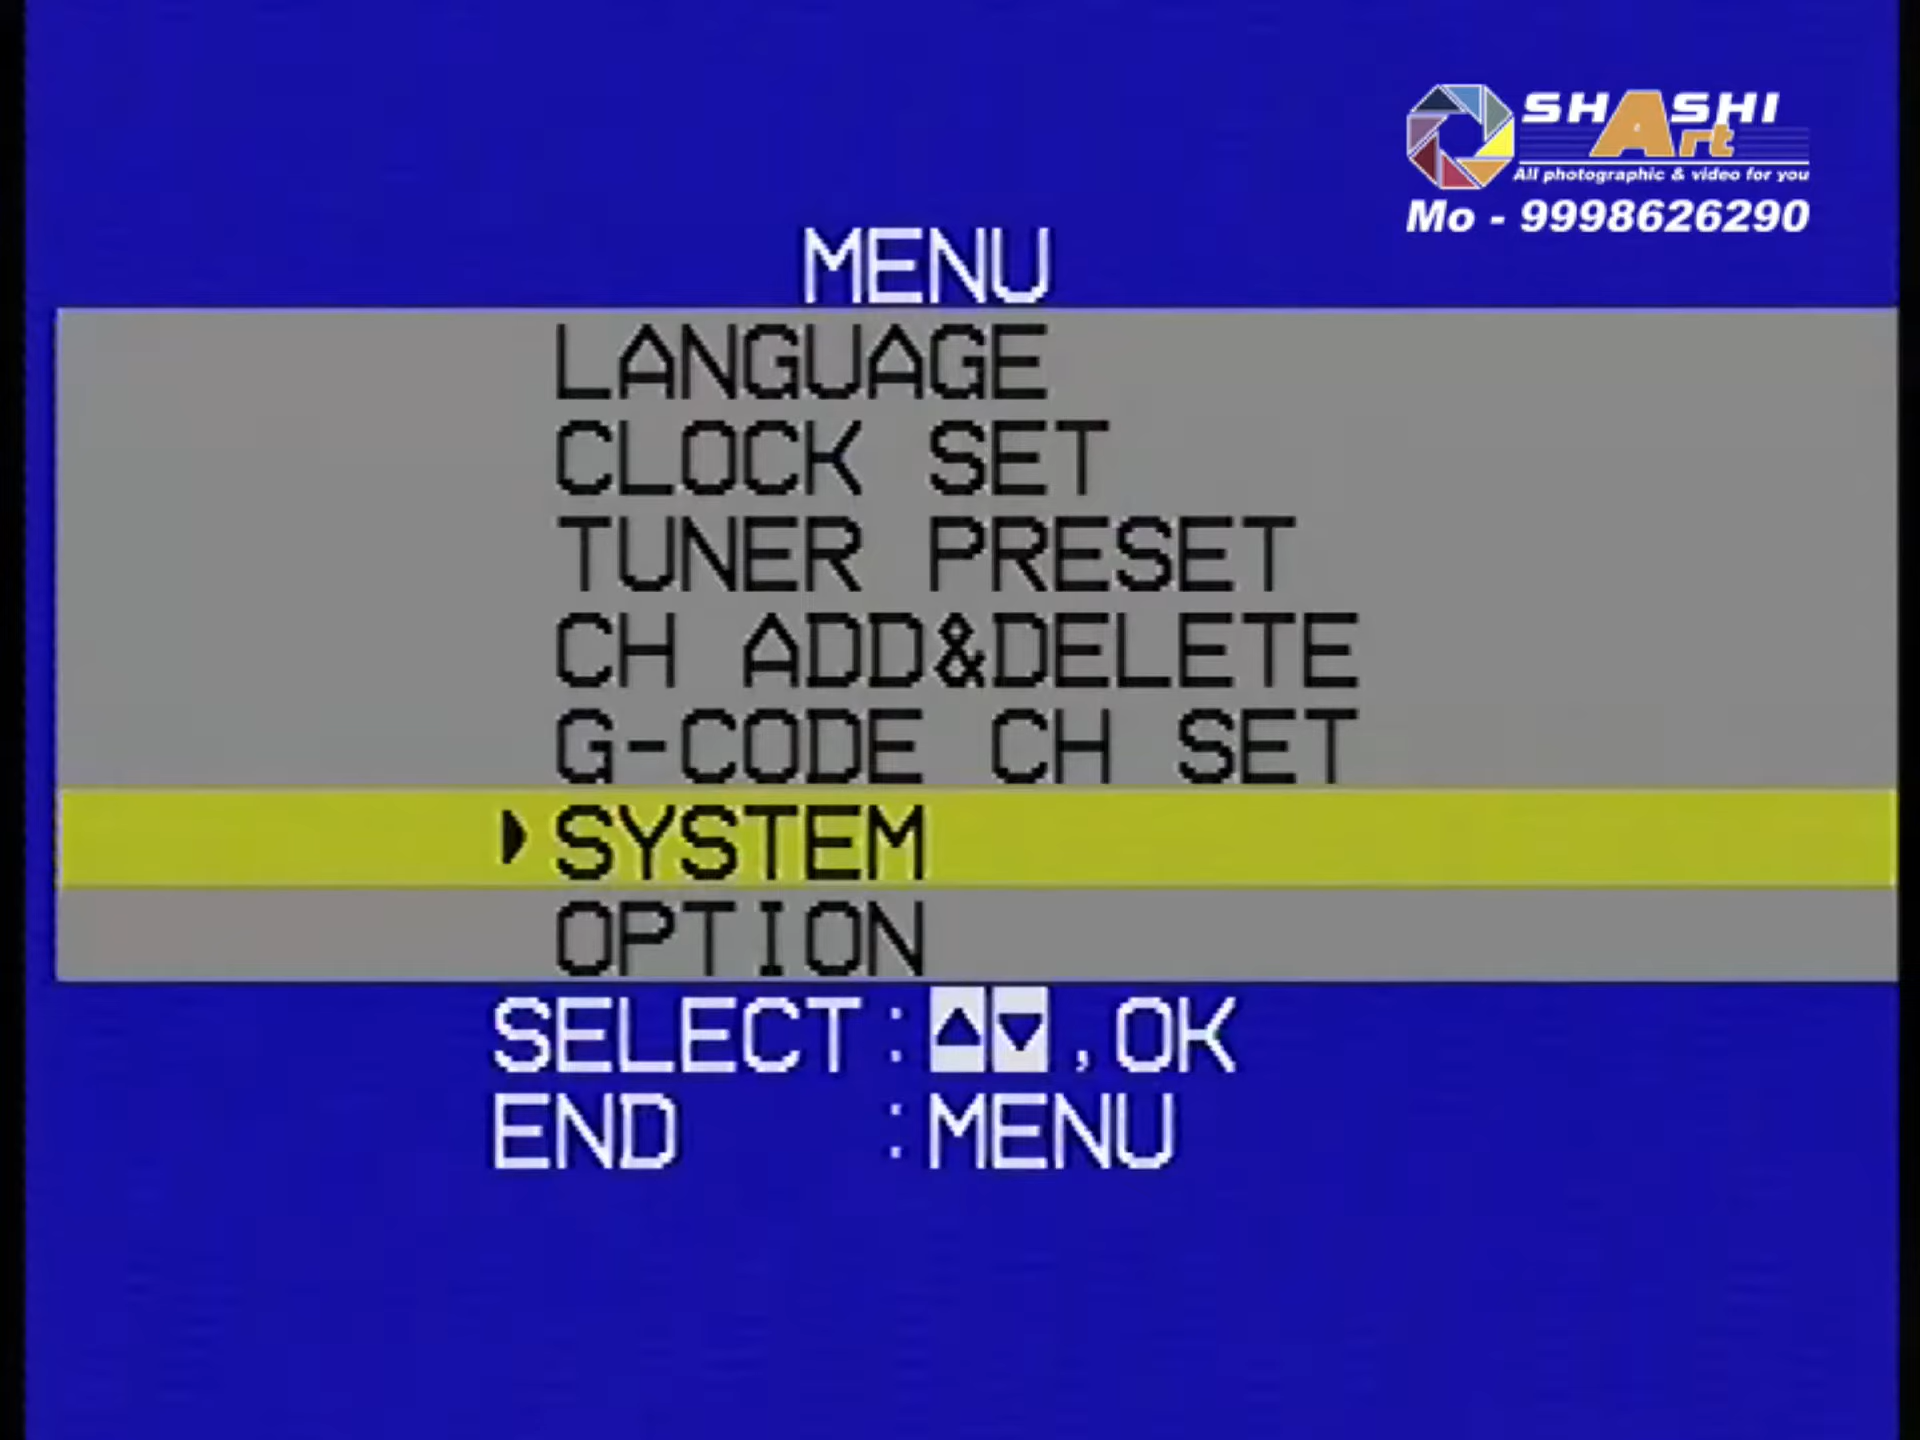 SHASHI
Art
All photographic & video for you
Mo - 9998626290
MENU
LANGUAGE
CLOCK SET
TUNER PRESET
CH ADD&DELETE
G-CODE CH SET
SYSTEM
OPTION
SELECT:▲▼,OK
END :MENU